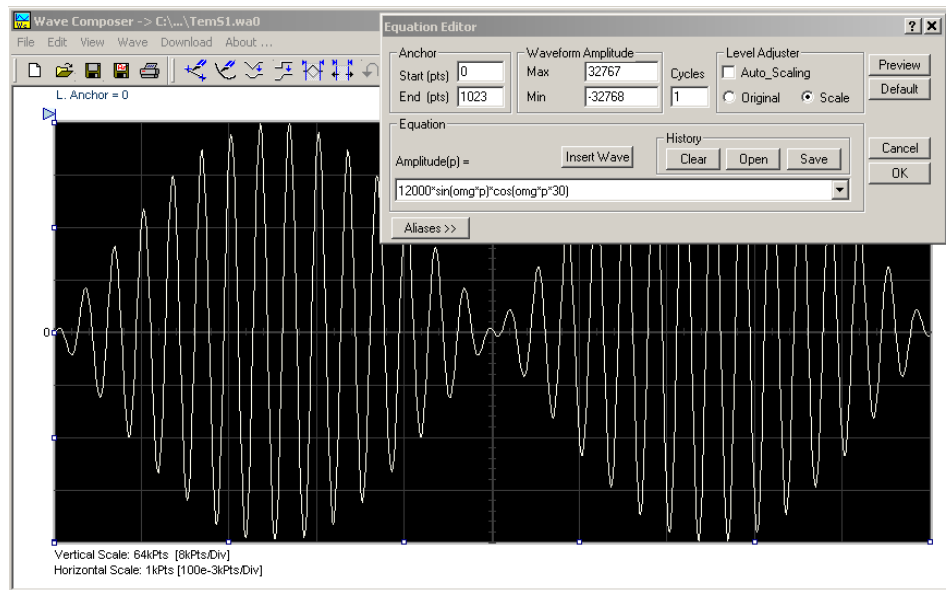 Wave Composer -> C:\...\TemS1.wa0
File Edit View Wave Download About ...
L. Anchor = 0
Equation Editor
Anchor
Start (pts) 0
End (pts) 1023
Waveform Amplitude
Max 32767
Min -32768
Cycles
1
Level Adjuster
Auto_Scaling
Original Scale
Preview
Default
Equation
Amplitude(p) =
Insert Wave
History
Clear Open Save
Cancel
OK
12000*sin(omg*p)*cos(omg*p*30)
Aliases >>
0
Vertical Scale: 64kPts [8kPts/Div]
Horizontal Scale: 1kPts [100e-3kPts/Div]